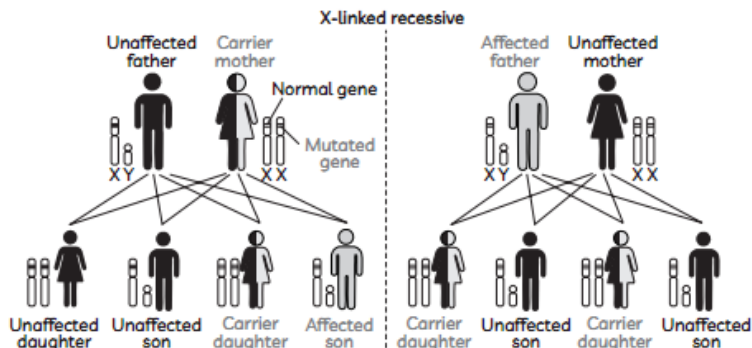 X-linked recessive
Unaffected
father
Carrier
mother
Normal gene
Mutated
gene
X Y
X X
Unaffected
daughter
Unaffected
son
Carrier
daughter
Affected
son
Affected
father
Unaffected
mother
X Y
X X
Carrier
daughter
Unaffected
son
Carrier
daughter
Unaffected
son